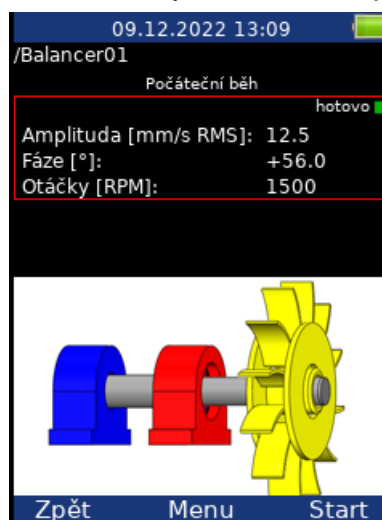 09.12.2022 13:09
/Balancer01
Počáteční běh
hotovo
Amplituda [mm/s RMS]: 12.5
Fáze [°]: +56.0
Otáčky [RPM]: 1500
Zpět Menu Start